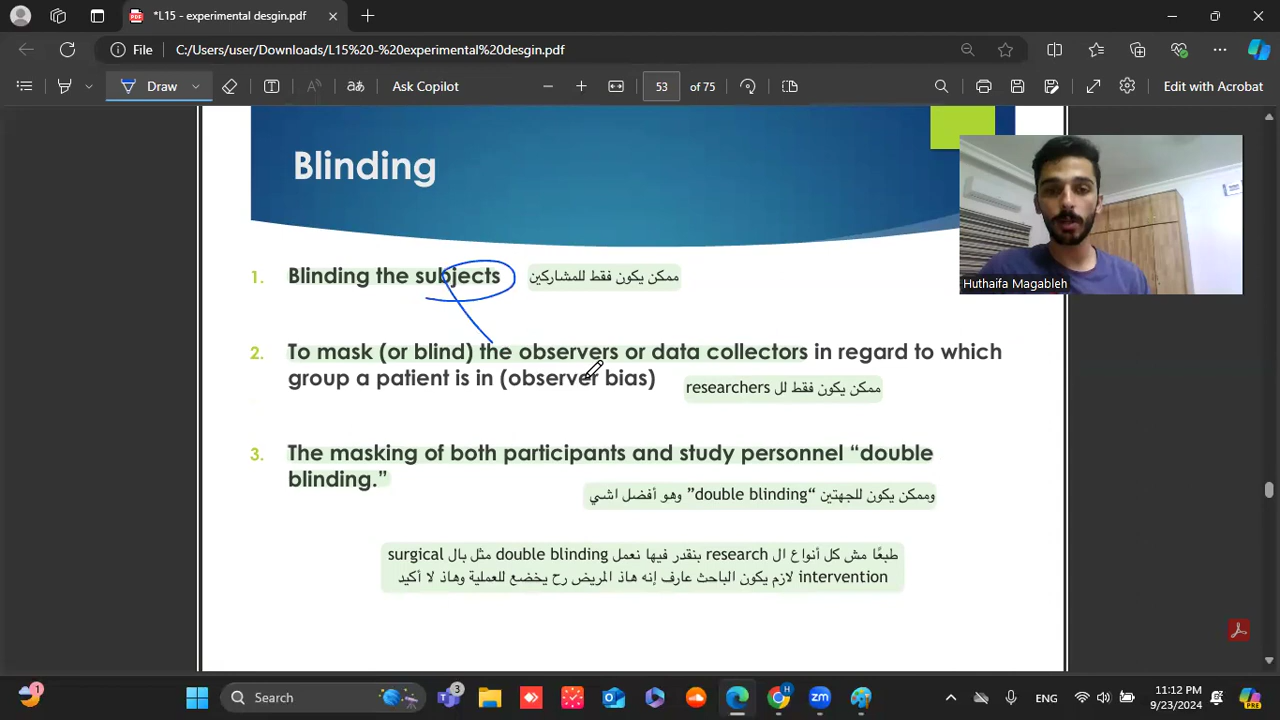 *L15 - experimental desgin.pdf
File
C:/Users/user/Downloads/L15%20-%20experimental%20desgin.pdf
Draw
Ask Copilot
53 of 75
Edit with Acrobat
Blinding
Huthaifa Magableh
1. Blinding the subjects
ممكن يكون فقط للمشاركين
2. To mask (or blind) the observers or data collectors in regard to which
group a patient is in (observer bias)
ممكن يكون فقط لل researchers
3. The masking of both participants and study personnel “double
blinding.”
وممكن يكون للجهتين “double blinding” وهو أفضل اشي
طبعًا مش كل أنواع ال research بنقدر فيها نعمل double blinding مثل بال surgical
intervention لازم يكون الباحث عارف إنه هاذ المريض رح يخضع للعملية وهاذ لا أكيد
1
Search
3
zm
ENG
11:12 PM
9/23/2024
PRE